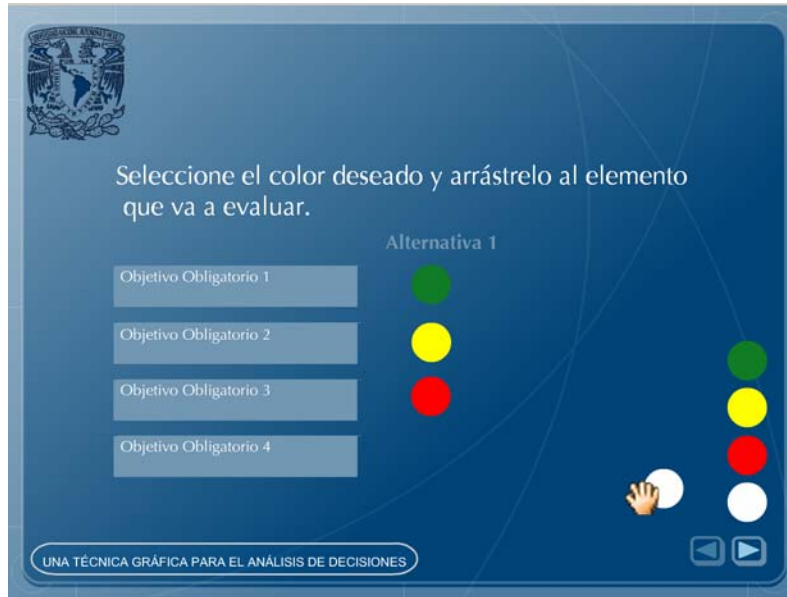 Seleccione el color deseado y arrástrelo al elemento
que va a evaluar.
Alternativa 1
Objetivo Obligatorio 1
Objetivo Obligatorio 2
Objetivo Obligatorio 3
Objetivo Obligatorio 4
UNA TÉCNICA GRÁFICA PARA EL ANÁLISIS DE DECISIONES